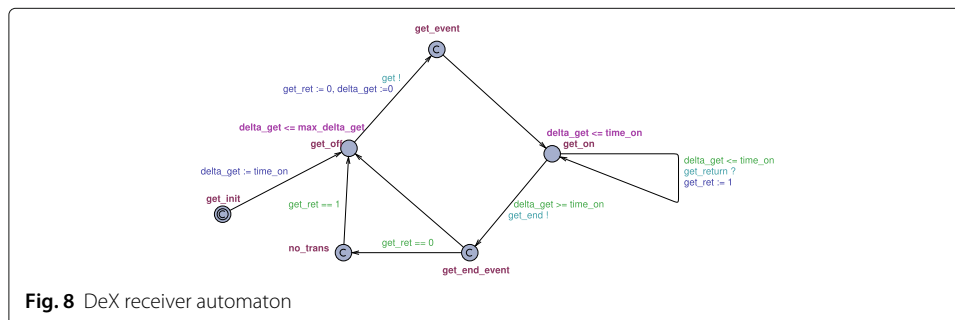 get_event
get !
get_ret := 0, delta_get :=0
delta_get <= max_delta_get
get_off
delta_get <= time_on
get_on
delta_get <= time_on
get_return ?
get_ret := 1
delta_get := time_on
get_init
C
get_ret == 1
delta_get >= time_on
get_end !
no_trans
get_ret == 0
C
C
C
get_end_event
Fig. 8 DeX receiver automaton